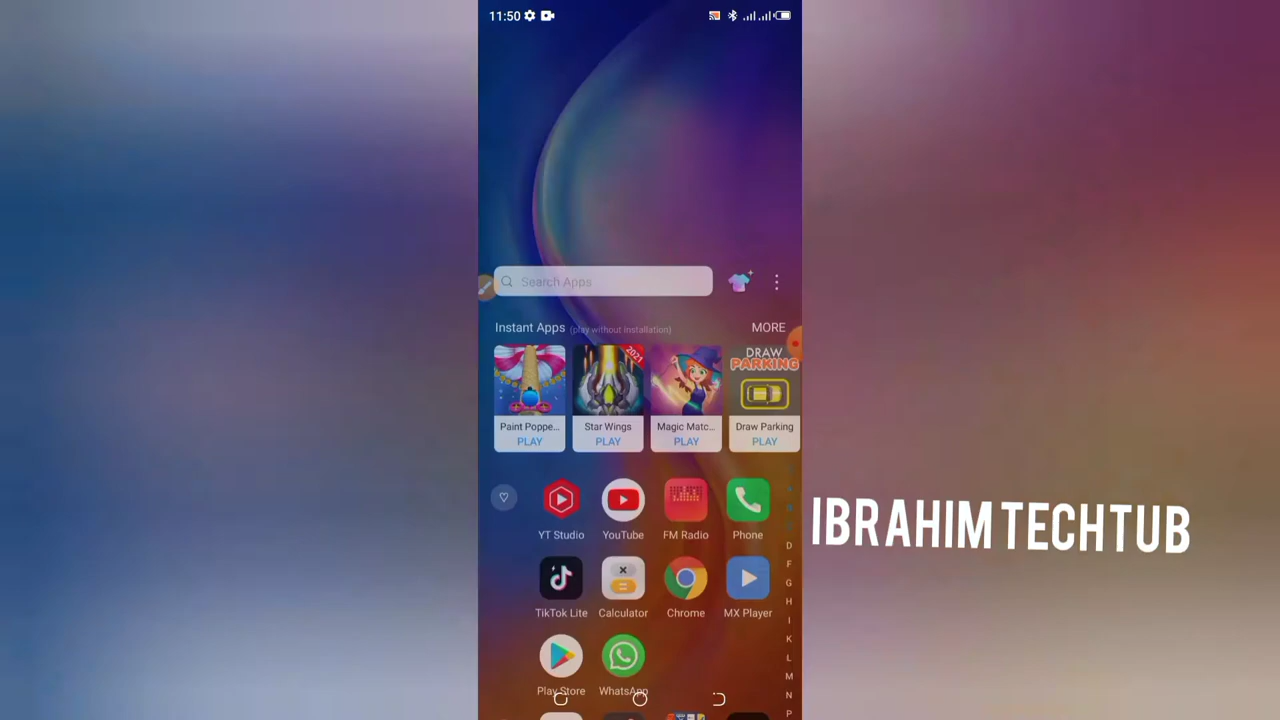 11:50
Search Apps
Instant Apps (play without installation)
MORE
2021
DRAW
PARKING
Paint Poppe...
Star Wings
Magic Matc...
Draw Parking
PLAY
PLAY
PLAY
PLAY
YT Studio
YouTube
FM Radio
Phone
TikTok Lite
Calculator
Chrome
MX Player
Play Store
WhatsApp
D
F
G
H
I
K
L
M
N
P
IBRAHIM TECHTUB